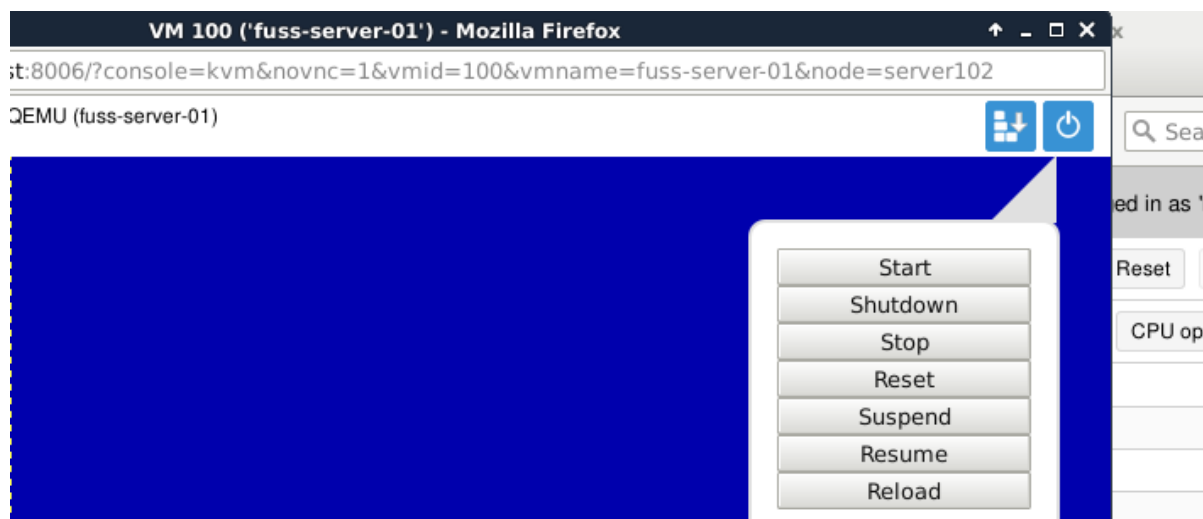 VM 100 ('fuss-server-01') - Mozilla Firefox
st:8006/?console=kvm&novnc=1&vmid=100&vmname=fuss-server-01&node=server102
QEMU (fuss-server-01)
Sea
ed in as '
Start
Shutdown
Stop
Reset
Suspend
Resume
Reload
Reset
CPU op